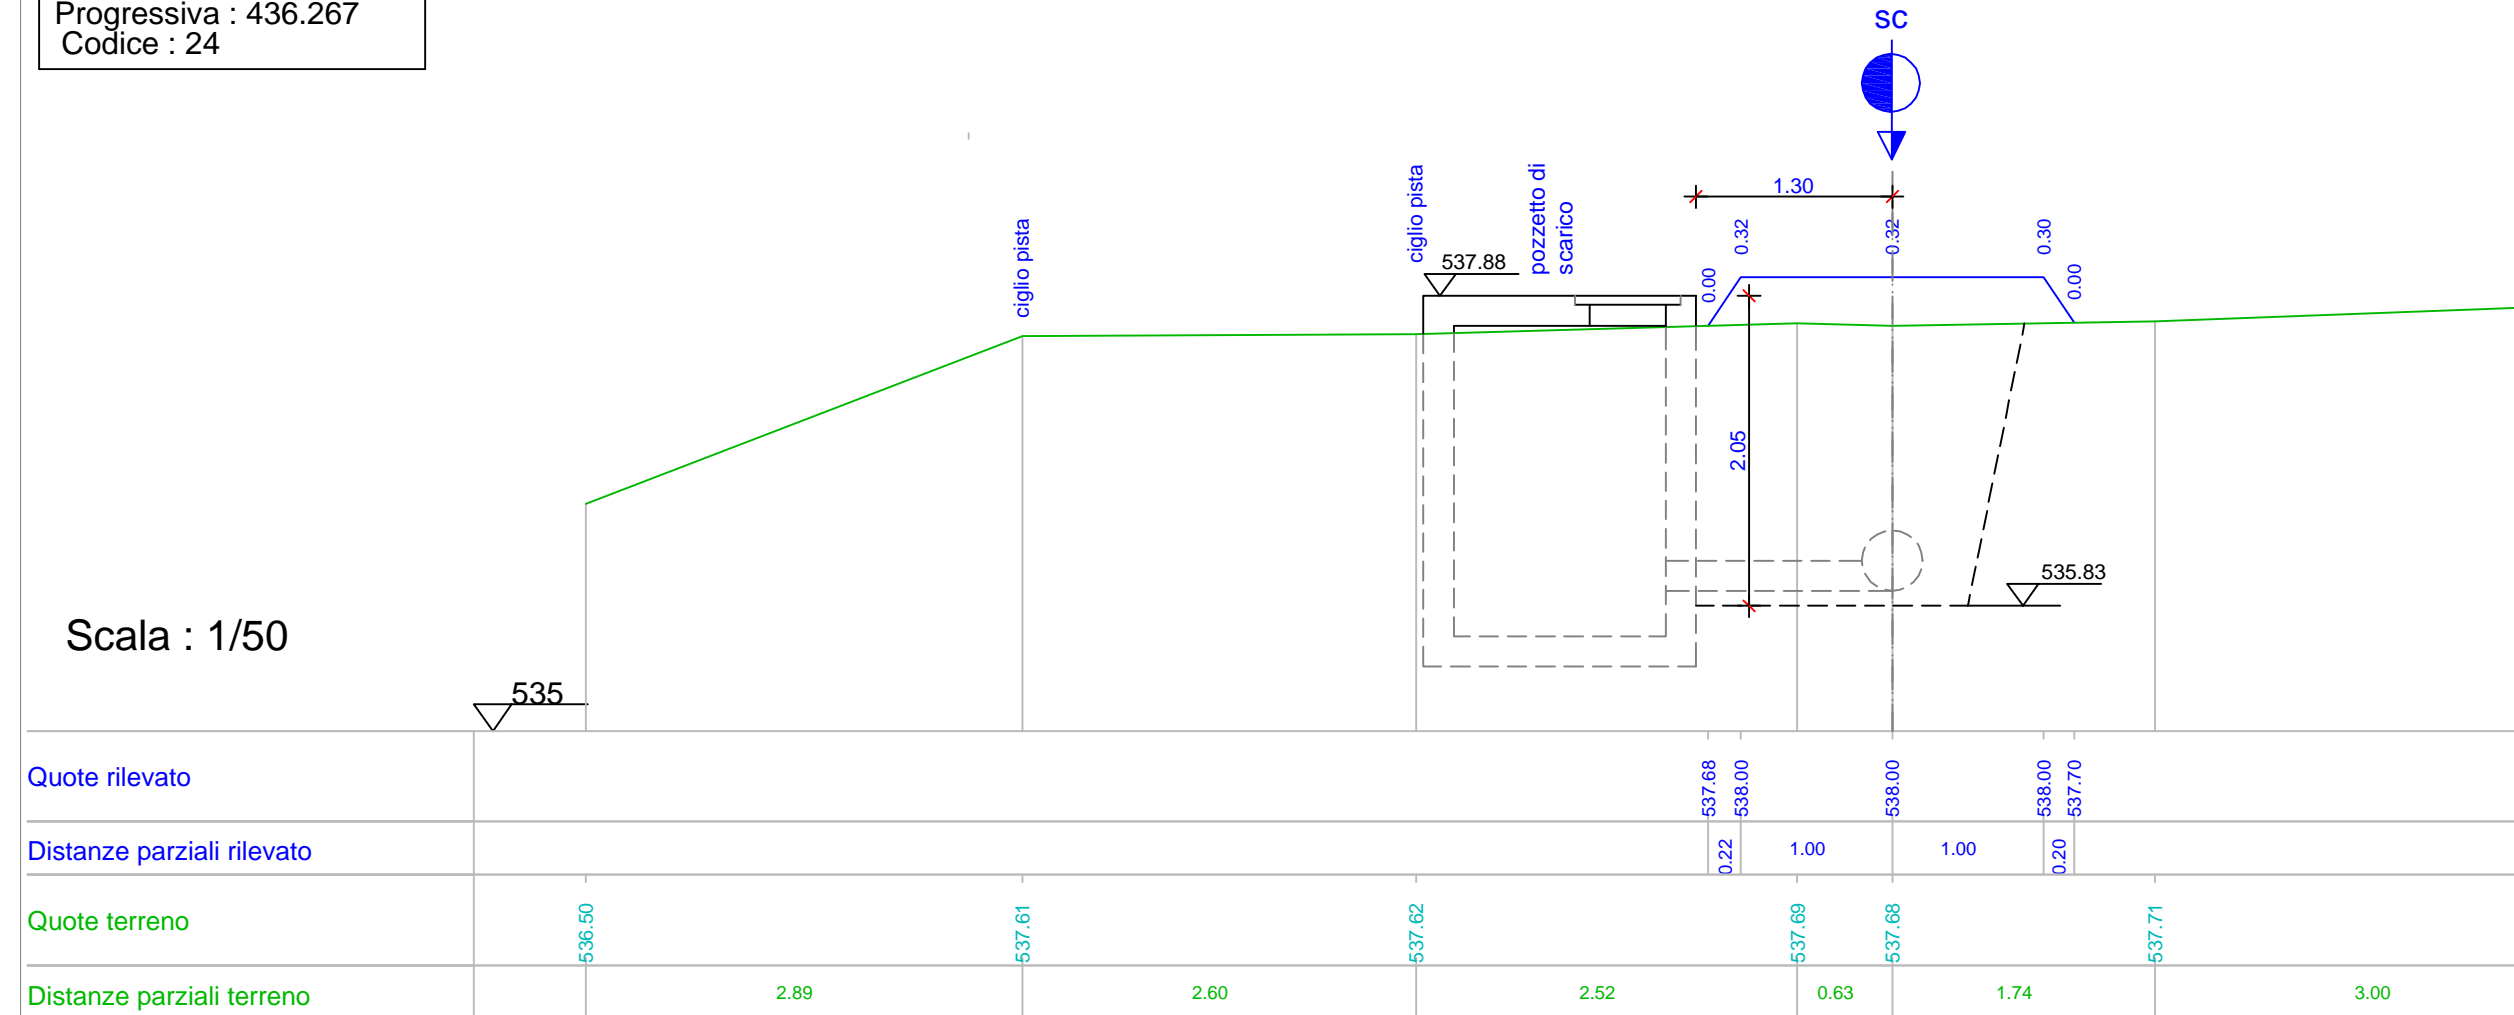 Progressiva : 436.267
Codice : 24
SC
1.30
ciglio pista
ciglio pista
pozzetto di
scarico
537.88
0.00
0.32
0.32
0.30
0.00
2.05
535.83
Scala : 1/50
535
Quote rilevato
537.68
538.00
538.00
538.00
537.70
Distanze parziali rilevato
0.22
1.00
1.00
0.20
Quote terreno
536.50
537.61
537.62
537.69
537.68
537.71
Distanze parziali terreno
2.89
2.60
2.52
0.63
1.74
3.00